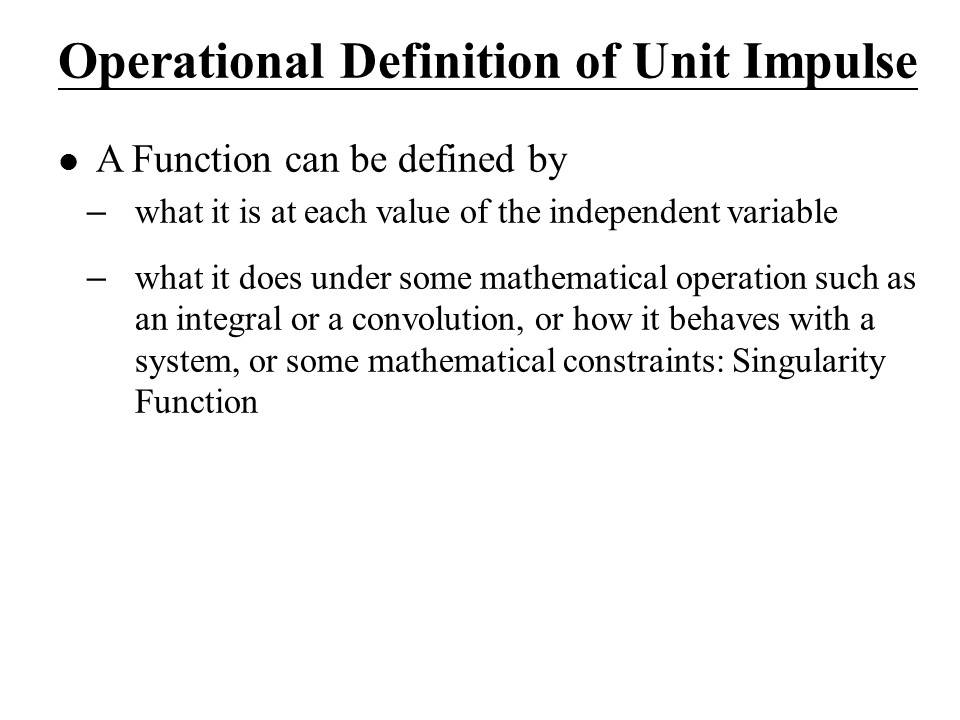 Operational Definition of Unit Impulse
● A Function can be defined by
– what it is at each value of the independent variable
– what it does under some mathematical operation such as
an integral or a convolution, or how it behaves with a
system, or some mathematical constraints: Singularity
Function